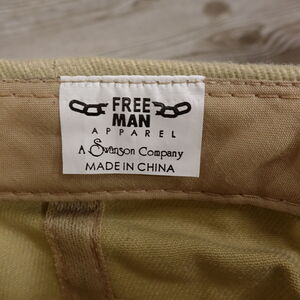 FREE
MAN
APPAREL
A Swanson Company
MADE IN CHINA